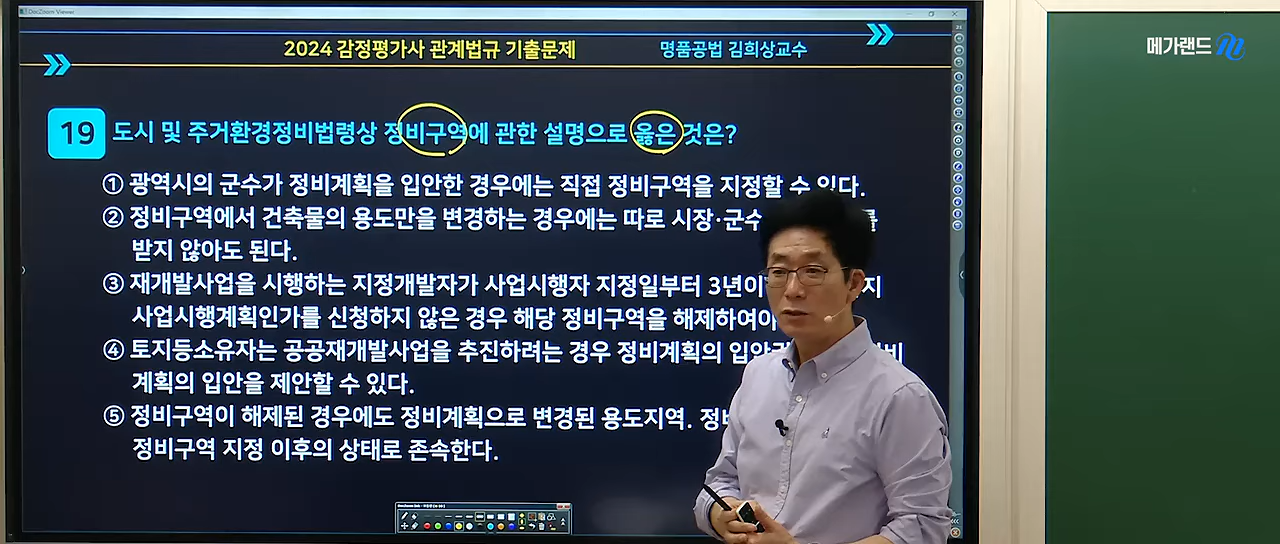 DocZoom Viewer
2024 감정평가사 관계법규 기출문제 명품공법 김희상교수
메가랜드
19 도시 및 주거환경정비법령상 정비구역에 관한 설명으로 옳은 것은?
① 광역시의 군수가 정비계획을 입안한 경우에는 직접 정비구역을 지정할 수 있다.
② 정비구역에서 건축물의 용도만을 변경하는 경우에는 따로 시장·군수
받지 않아도 된다.
③ 재개발사업을 시행하는 지정개발자가 사업시행자 지정일부터 3년이
사업시행계획인가를 신청하지 않은 경우 해당 정비구역을 해제하여야
④ 토지등소유자는 공공재개발사업을 추진하려는 경우 정비계획의
계획의 입안을 제안할 수 있다.
⑤ 정비구역이 해제된 경우에도 정비계획으로 변경된 용도지역.
정비구역 지정 이후의 상태로 존속한다.